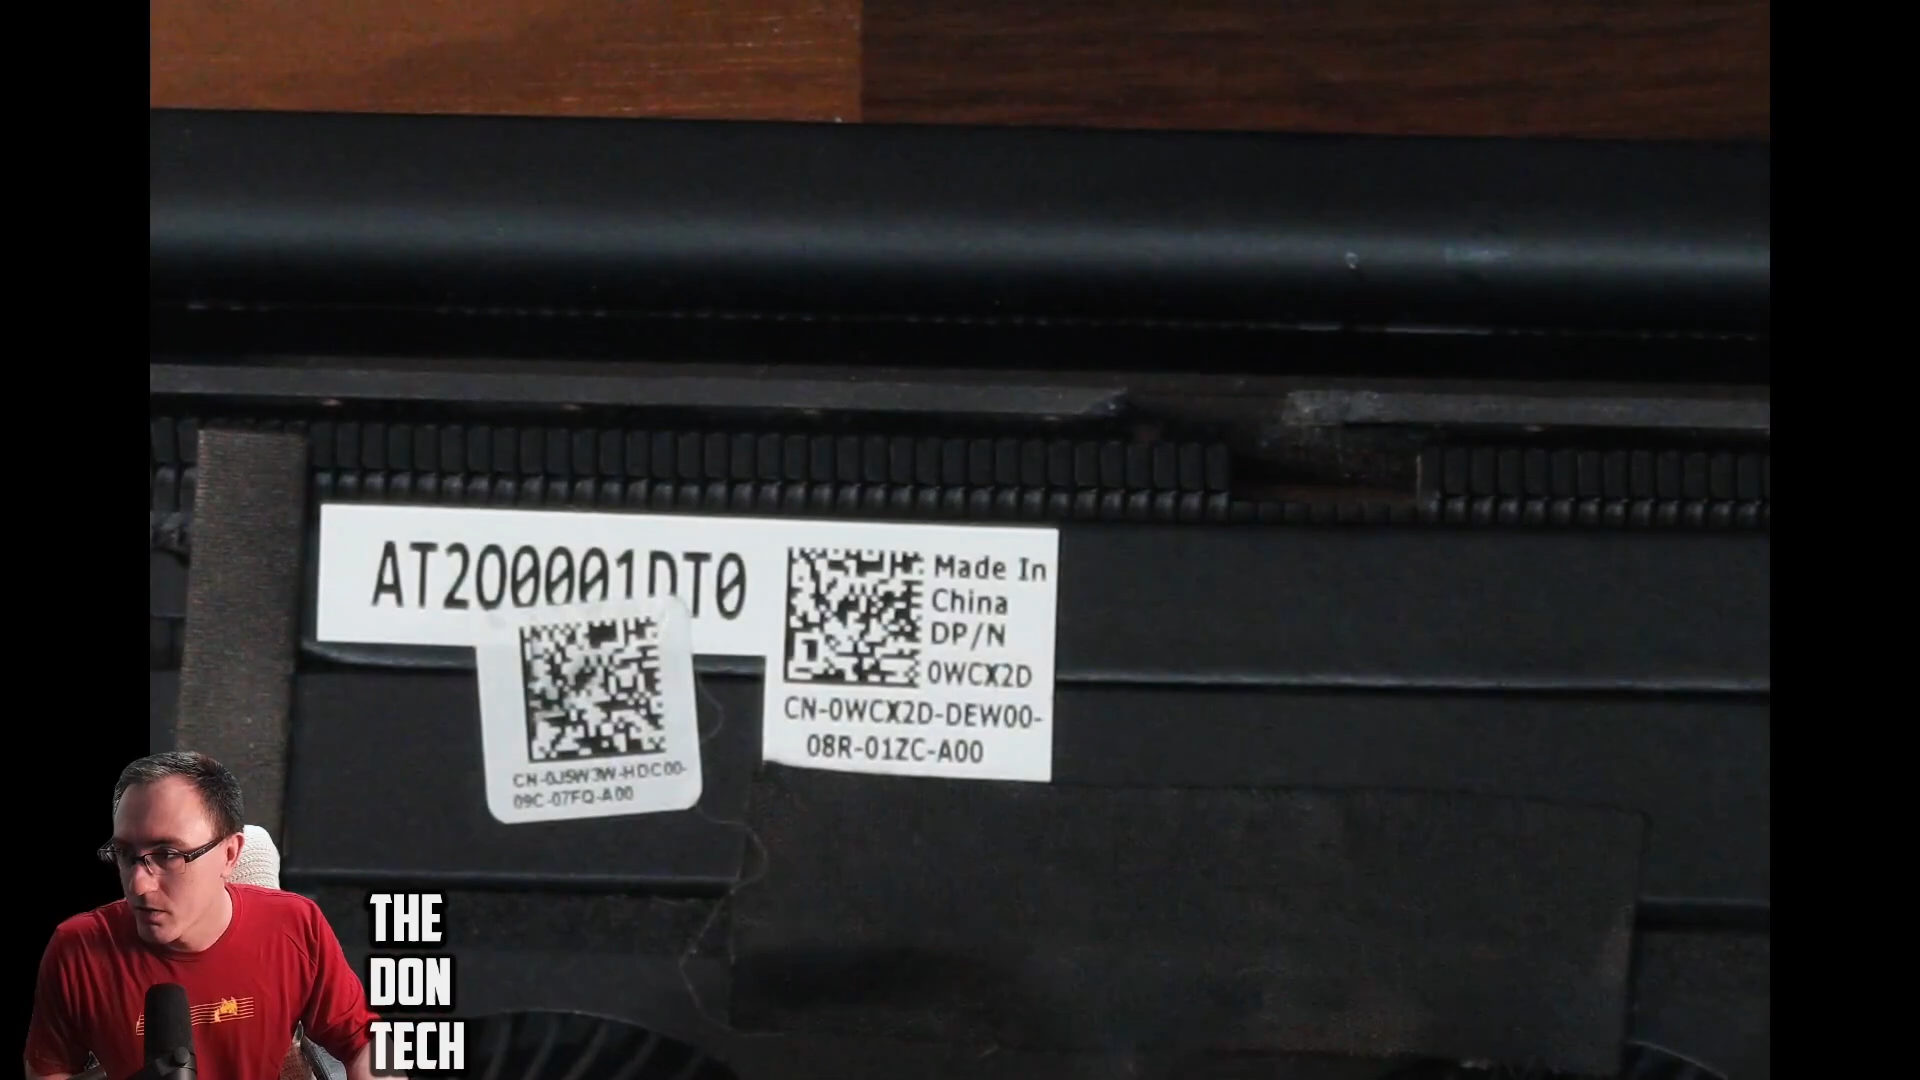 AT200001DT0
Made In
China
DP/N
0WCX2D
CN-0WCX2D-DEW00-
08R-01ZC-A00
CN-0J5W3W-HDC00-
09C-07FQ-A00
THE
DON
TECH